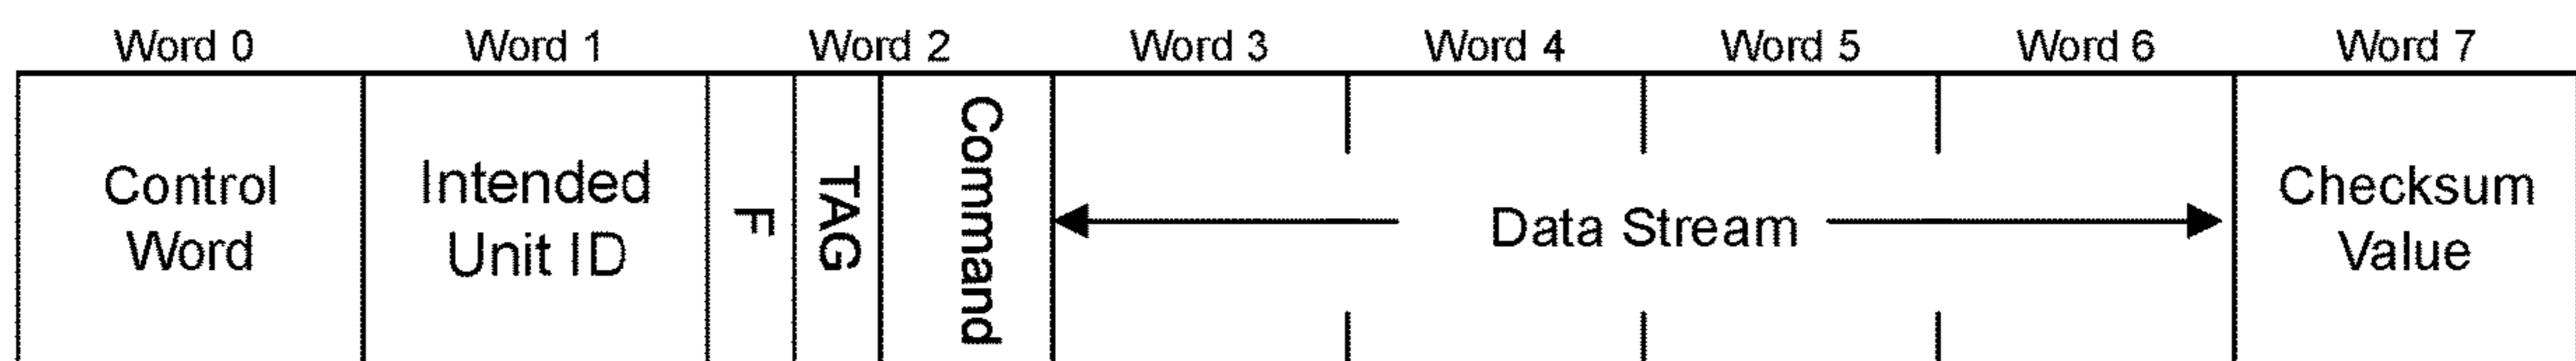 Word 0 Word 1 Word 2 Word 3 Word 4 Word 5 Word 6 Word 7
Control
Word
Intended
Unit ID
F
TAG
Command
Data Stream
Checksum
Value